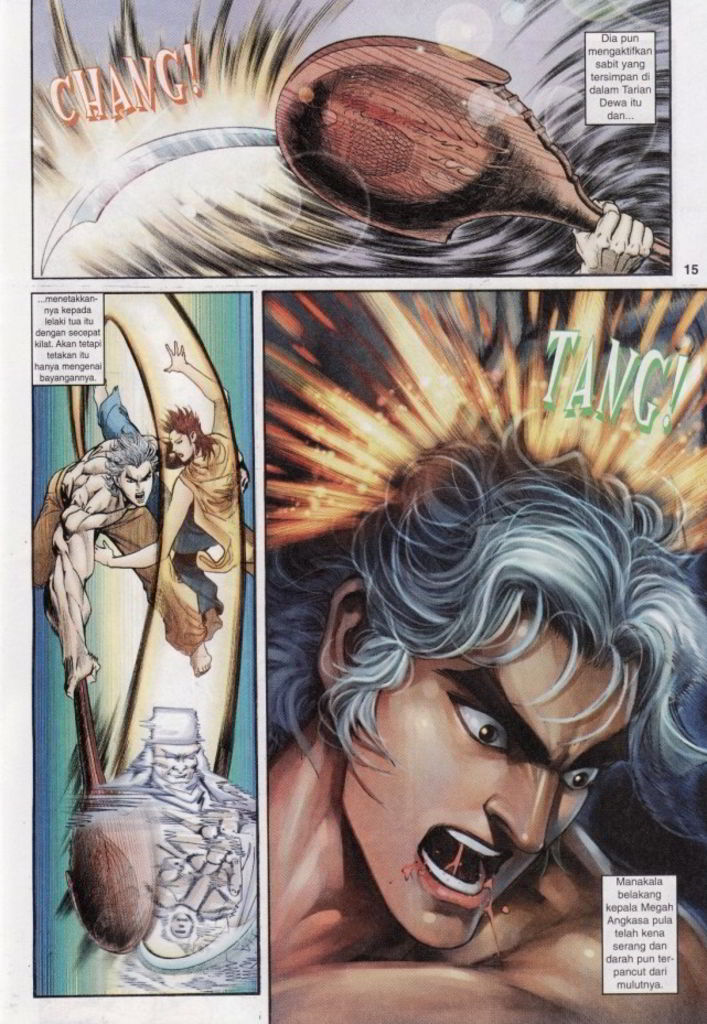 CHANG!
Dia pun
mengaktifkan
sabit yang
tersimpan di
dalam Tarian
Dewa itu
dan...
15
...menetakkan-
nya kepada
lelaki tua itu
dengan secepat
kilat. Akan tetapi
tetakan itu
hanya mengenai
bayangannya.
TANG!
Manakala
belakang
kepala Megah
Angkasa pula
telah kena
serang dan
darah pun ter-
pancut dari
mulutnya.